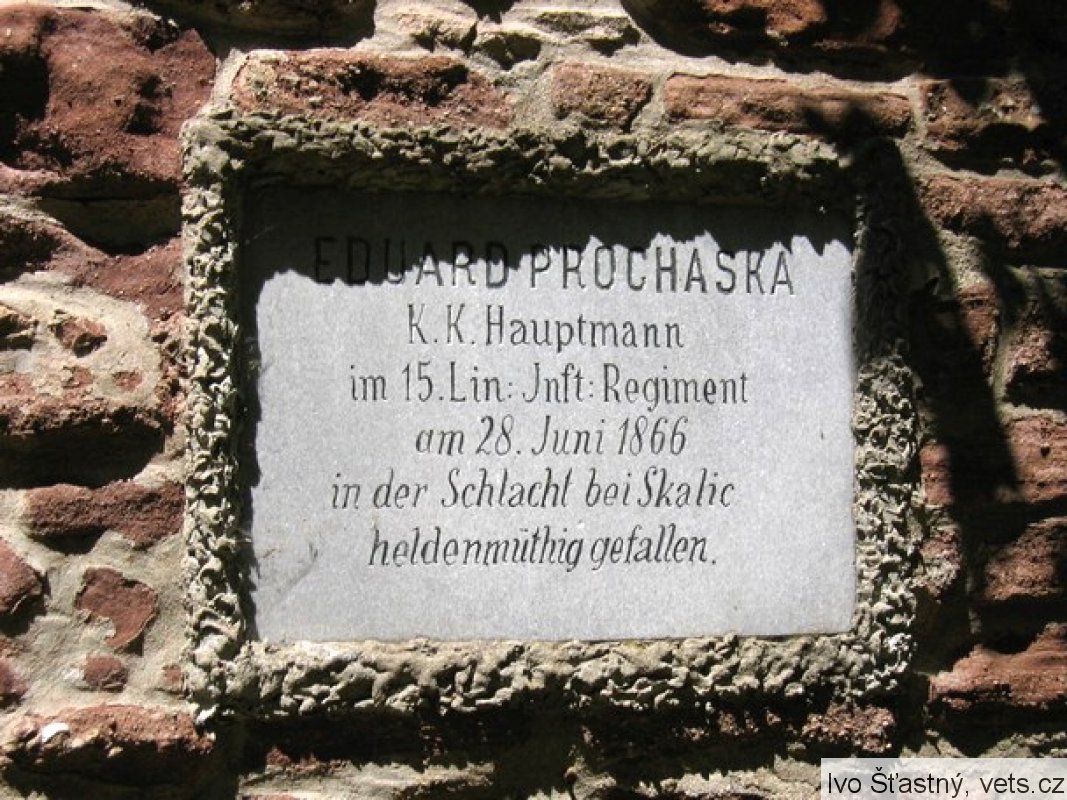 EDUARD PROCHASKA
K.K. Hauptmann
im 15. Lin: Jnft: Regiment
am 28. Juni 1866
in der Schlacht bei Skalic
heldenmüthig gefallen.
Ivo Šťastný, vets.cz